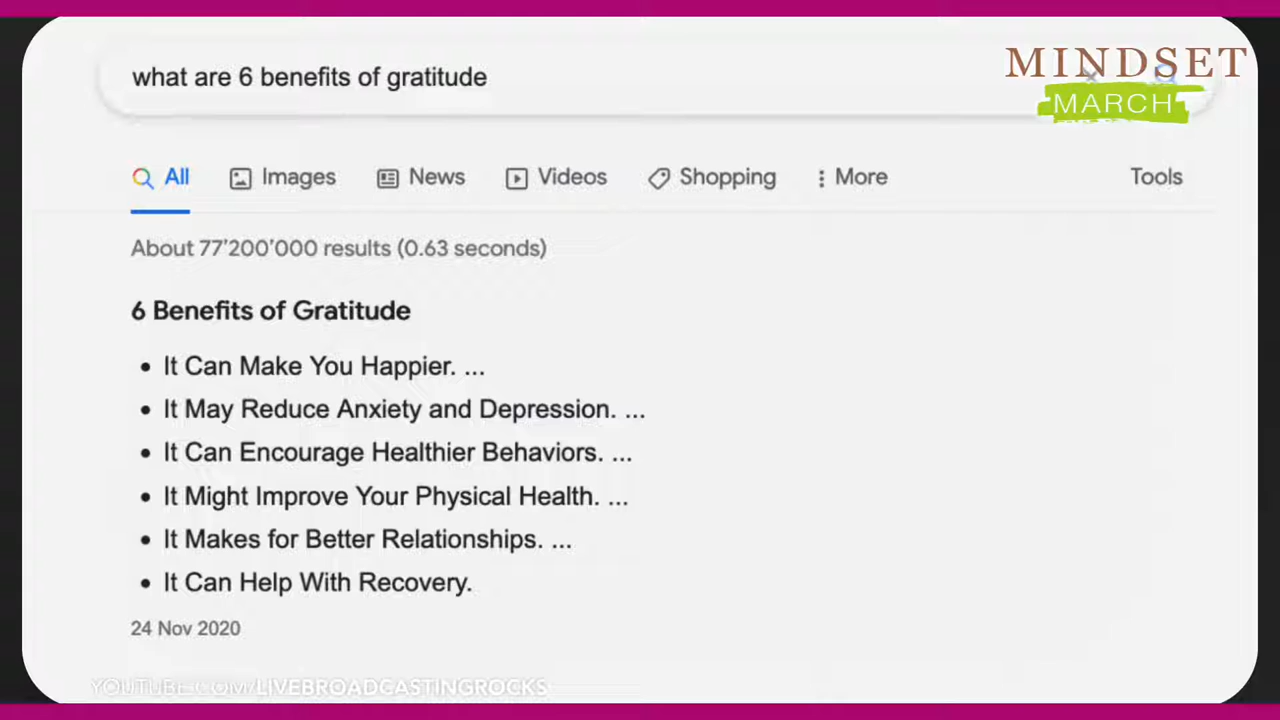 what are 6 benefits of gratitude
MINDSET
MARCH
All
Images
News
Videos
Shopping
More
Tools
About 77'200'000 results (0.63 seconds)
6 Benefits of Gratitude
• It Can Make You Happier. ...
• It May Reduce Anxiety and Depression. ...
• It Can Encourage Healthier Behaviors. ...
• It Might Improve Your Physical Health. ...
• It Makes for Better Relationships. ...
• It Can Help With Recovery.
24 Nov 2020
YOUTUBE.COM/LIVEBROADCASTINGROCKS